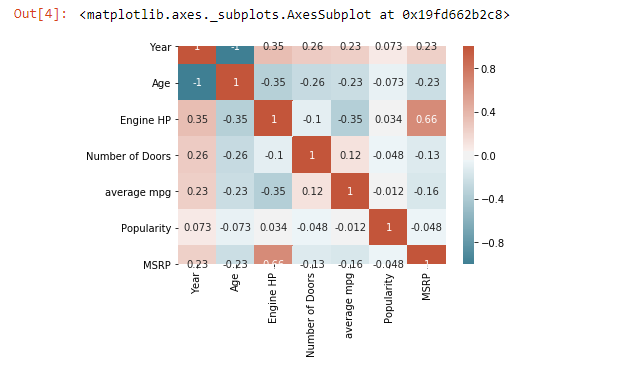 Out[4]: <matplotlib.axes._subplots.AxesSubplot at 0x19fd662b2c8>
Year 1 -1 0.35 0.26 0.23 0.073 0.23
Age -1 1 -0.35 -0.26 -0.23 -0.073 -0.23
Engine HP 0.35 -0.35 1 -0.1 -0.35 0.034 0.66
Number of Doors 0.26 -0.26 -0.1 1 0.12 -0.048 -0.13
average mpg 0.23 -0.23 -0.35 0.12 1 -0.012 -0.16
Popularity 0.073 -0.073 0.034 -0.048 -0.012 1 -0.048
MSRP 0.23 -0.23 0.66 -0.13 -0.16 -0.048 1
Year
Age
Engine HP
Number of Doors
average mpg
Popularity
MSRP
0.8
0.4
0.0
−0.4
−0.8